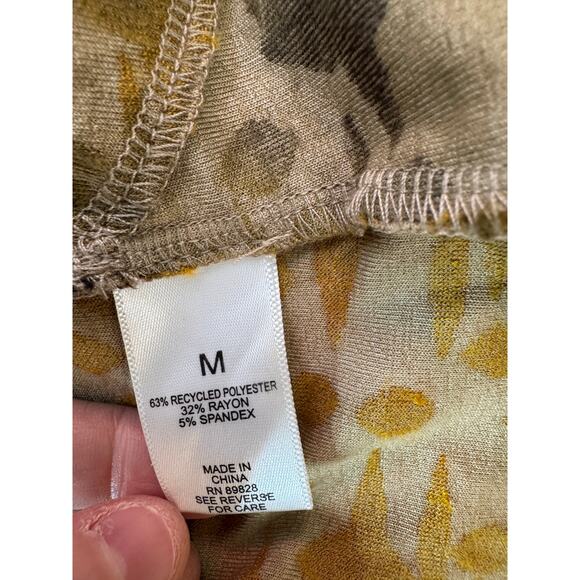 M
63% RECYCLED POLYESTER
32% RAYON
5% SPANDEX
MADE IN
CHINA
RN 89828
SEE REVERSE
FOR CARE